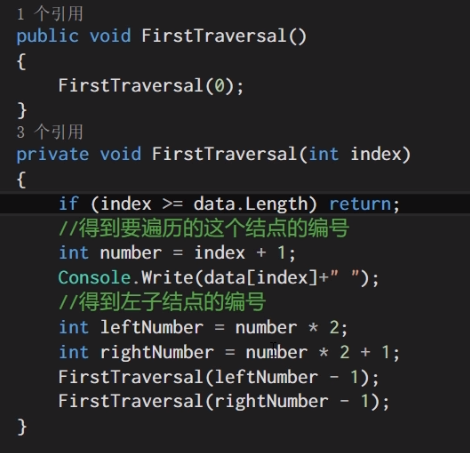 1 个引用
public void FirstTraversal()
{
    FirstTraversal(0);
}
3 个引用
private void FirstTraversal(int index)
{
    if (index >= data.Length) return;
    //得到要遍历的这个结点的编号
    int number = index + 1;
    Console.Write(data[index]+" ");
    //得到左子结点的编号
    int leftNumber = number * 2;
    int rightNumber = number * 2 + 1;
    FirstTraversal(leftNumber - 1);
    FirstTraversal(rightNumber - 1);
}